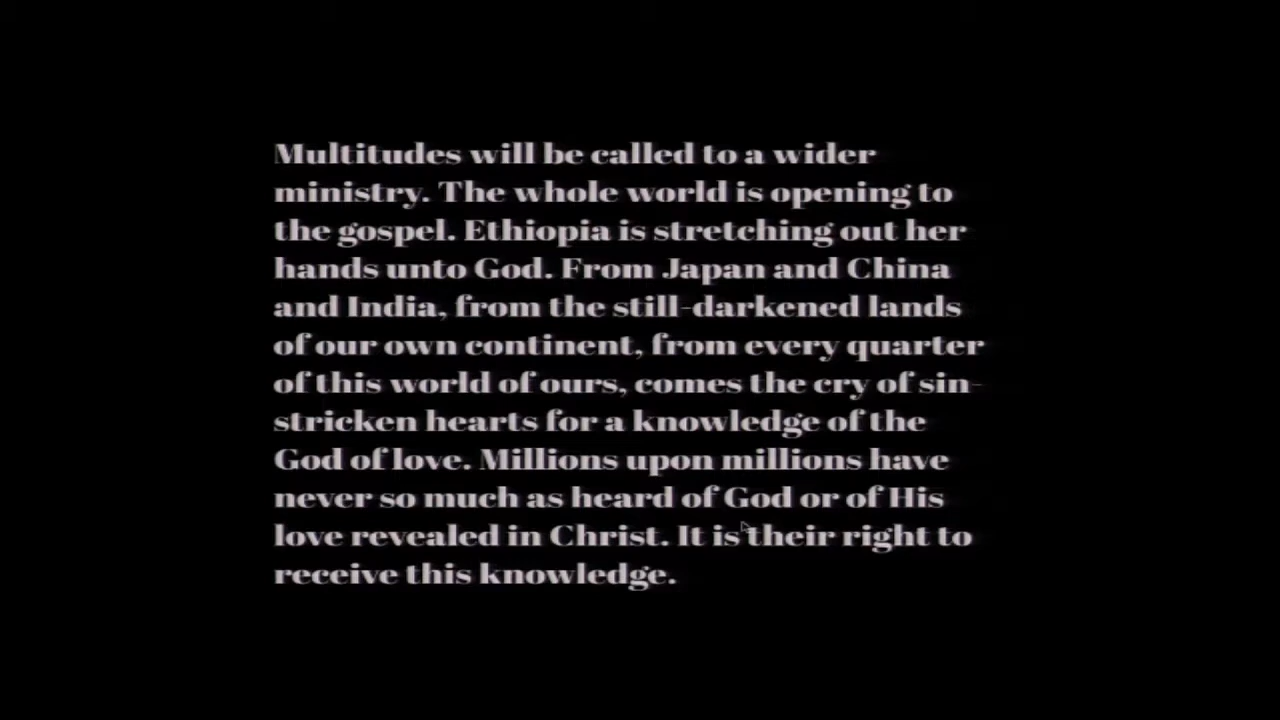 Multitudes will be called to a wider
ministry. The whole world is opening to
the gospel. Ethiopia is stretching out her
hands unto God. From Japan and China
and India, from the still-darkened lands
of our own continent, from every quarter
of this world of ours, comes the cry of sin-
stricken hearts for a knowledge of the
God of love. Millions upon millions have
never so much as heard of God or of His
love revealed in Christ. It is their right to
receive this knowledge.